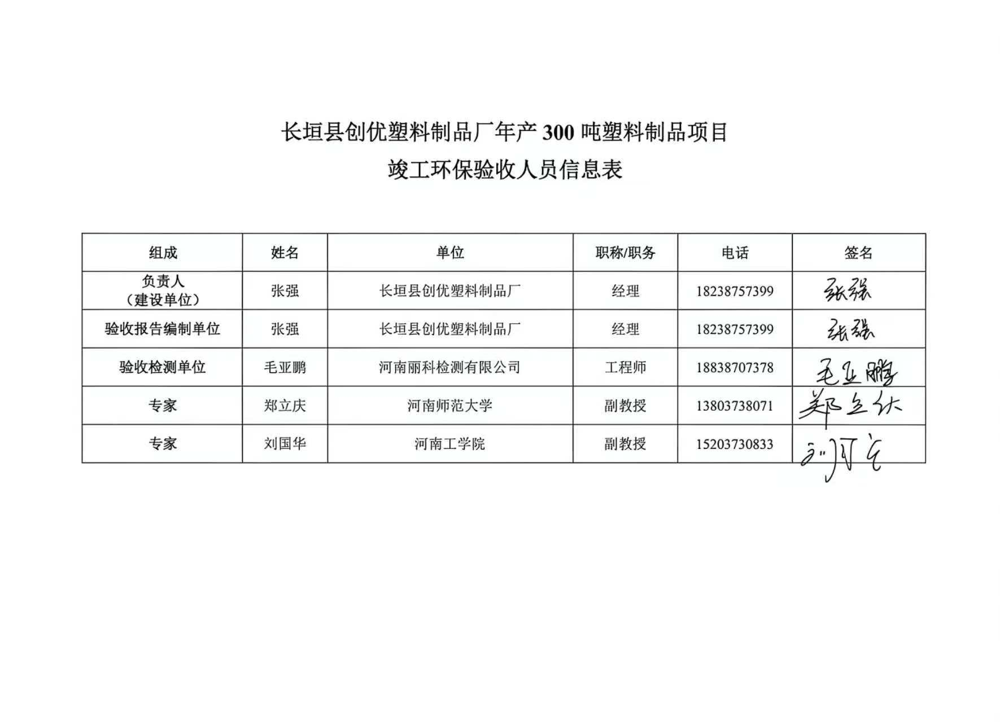 长垣县创优塑料制品厂年产 300 吨塑料制品项目
竣工环保验收人员信息表
组成 姓名 单位 职称/职务 电话 签名
负责人
（建设单位） 张强 长垣县创优塑料制品厂 经理 18238757399 张强
验收报告编制单位 张强 长垣县创优塑料制品厂 经理 18238757399 张强
验收检测单位 毛亚鹏 河南丽科检测有限公司 工程师 18838707378 毛亚鹏
专家 郑立庆 河南师范大学 副教授 13803738071 郑立庆
专家 刘国华 河南工学院 副教授 15203730833